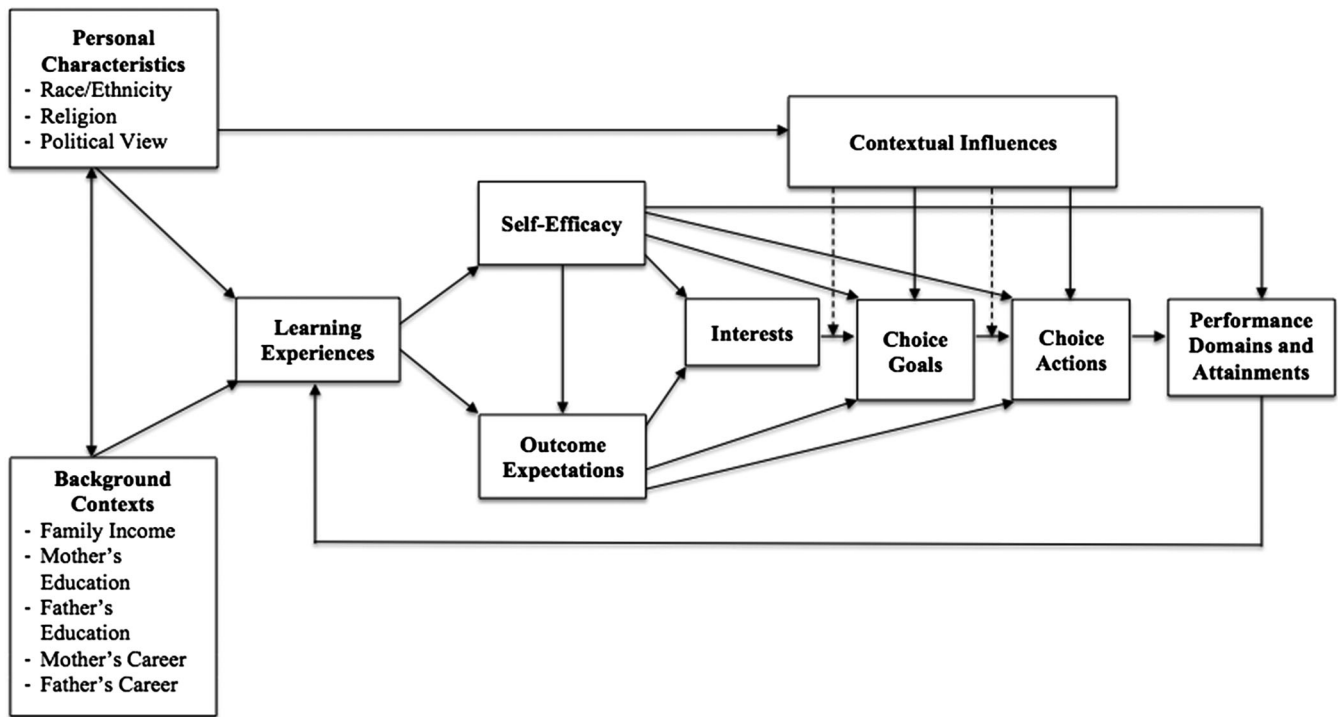 Personal
Characteristics
- Race/Ethnicity
- Religion
- Political View
Contextual Influences
Self-Efficacy
Learning
Experiences
Interests
Choice
Goals
Choice
Actions
Performance
Domains and
Attainments
Outcome
Expectations
Background
Contexts
- Family Income
- Mother's
Education
- Father's
Education
- Mother's Career
- Father's Career